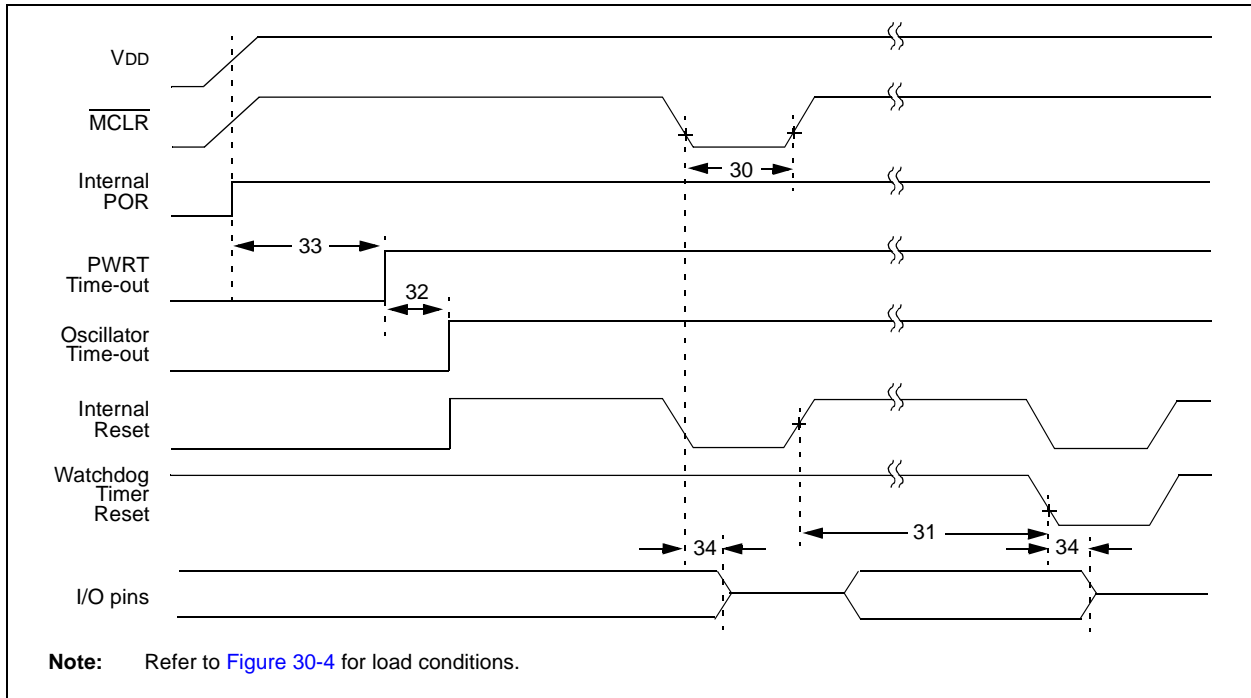 VDD
MCLR
30
Internal
POR
33
PWRT
Time-out
32
Oscillator
Time-out
Internal
Reset
Watchdog
Timer
Reset
31
34
34
I/O pins
Note: Refer to Figure 30-4 for load conditions.